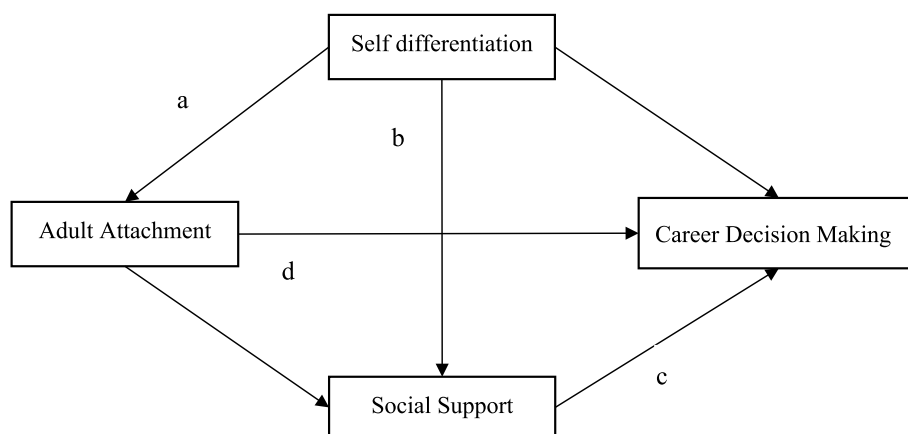 Self differentiation
a
b
Adult Attachment
Career Decision Making
d
c
Social Support